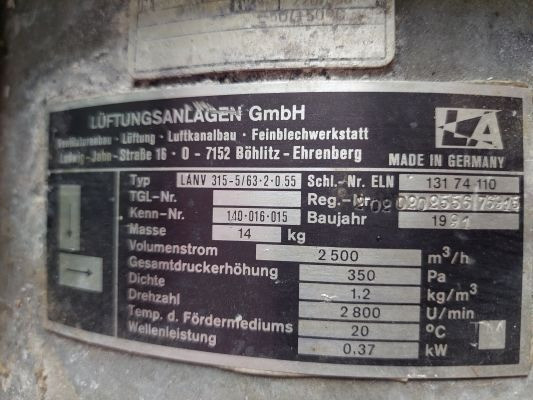 LÜFTUNGSANLAGEN GmbH
Ventilatorenbau - Lüftung - Luftkanalbau - Feinblechwerkstatt
Ludwig-Jahn-Straße 16 · O - 7152 Böhlitz-Ehrenberg
KA
MADE IN GERMANY
Typ LANV 315-5/63-2-0.55 Schl.-Nr. ELN 131 74 110
TGL-Nr. Reg.-Nr.
Kenn-Nr. 140-016-015 Baujahr 1991
Masse 14 kg
Volumenstrom 2 500 m³/h
Gesamtdruckerhöhung 350 Pa
Dichte 1,2 kg/m³
Drehzahl 2 800 U/min
Temp. d. Fördermediums 20 °C
Wellenleistung 0,37 kW